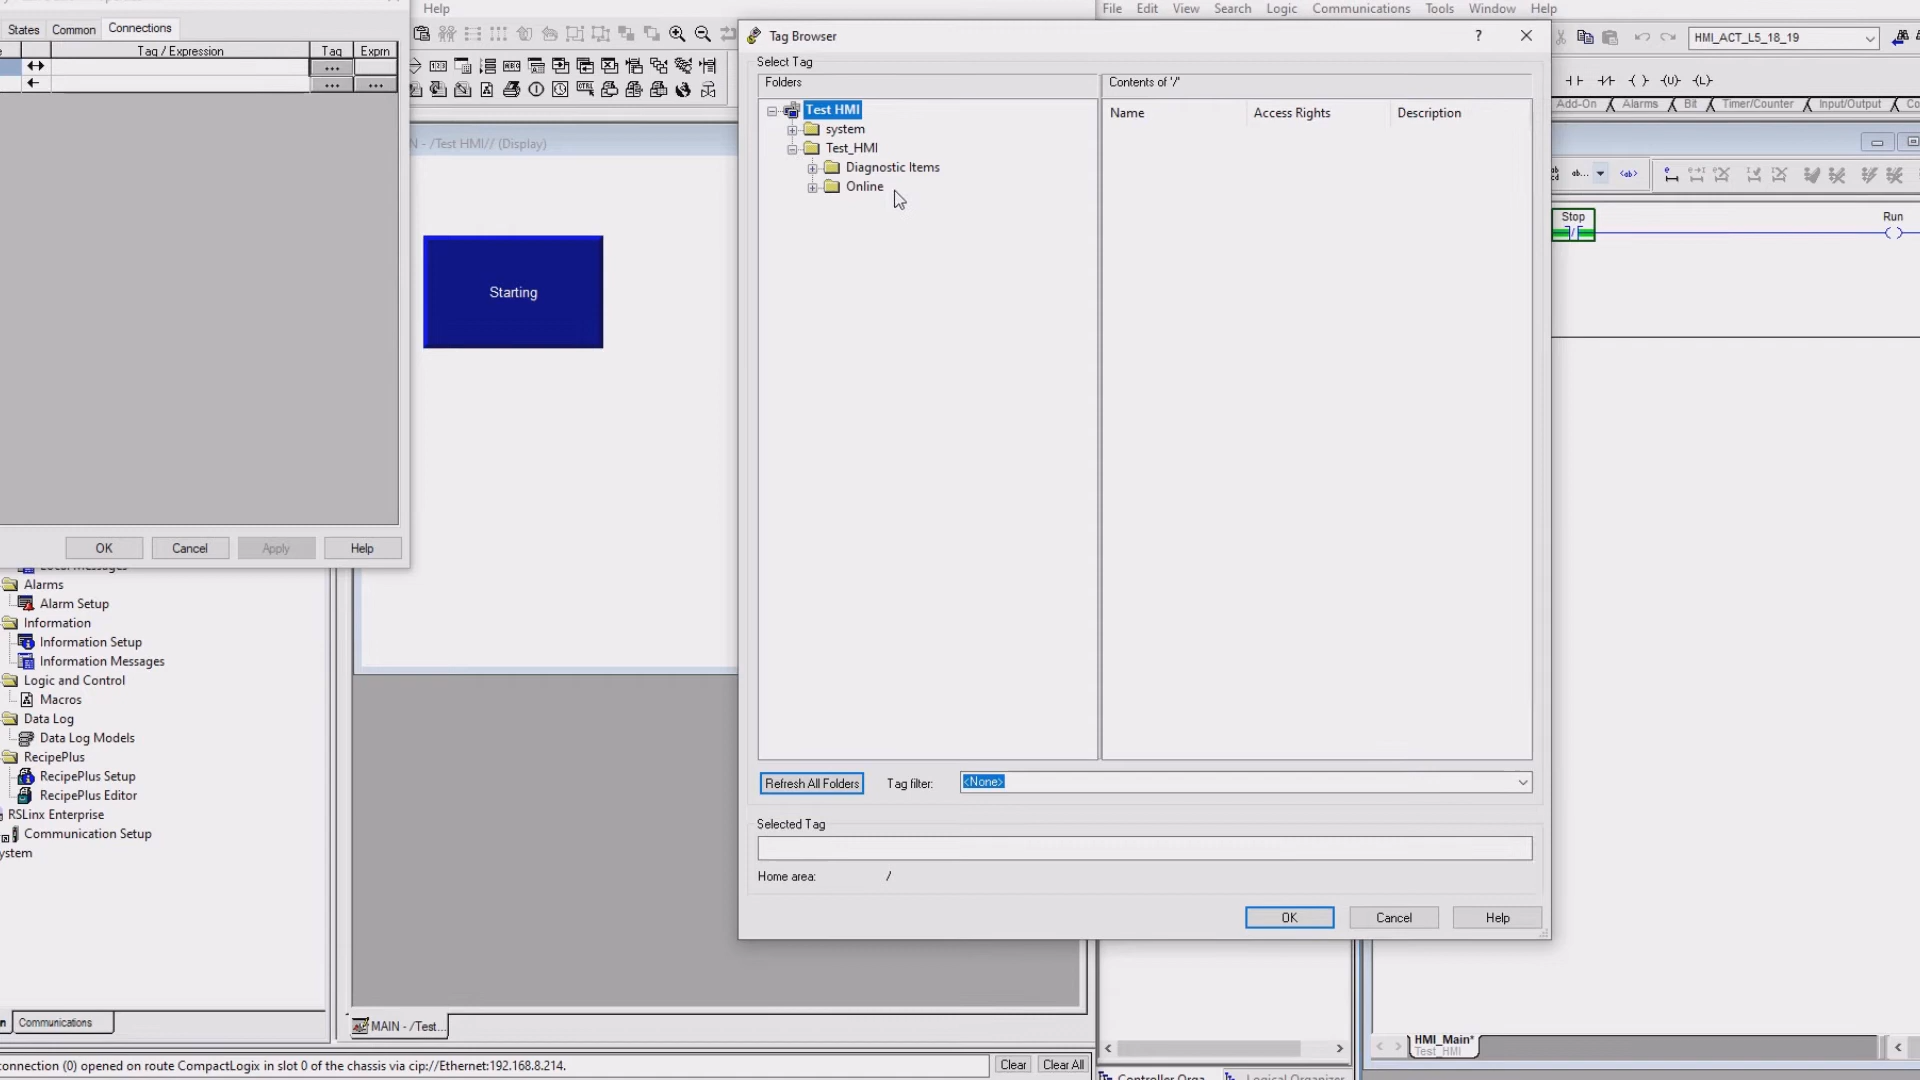 States
Common
Connections
Tag / Expression
Tag
Exprn
OK
Cancel
Apply
Help
Alarms
Alarm Setup
Information
Information Setup
Information Messages
Logic and Control
Macros
Data Log
Data Log Models
RecipePlus
RecipePlus Setup
RecipePlus Editor
RSLinx Enterprise
Communication Setup
ystem
Communications
onnection (0) opened on route CompactLogix in slot 0 of the chassis via cip://Ethernet:192.168.8.214.
Clear
Clear All
Help
N - /Test HMI// (Display)
Starting
MAIN - /Test...
Tag Browser
?
Select Tag
Folders
Test HMI
system
Test_HMI
Diagnostic Items
Online
Contents of '/'
Name
Access Rights
Description
Refresh All Folders
Tag filter:
<None>
Selected Tag
Home area:
/
OK
Cancel
Help
File
Edit
View
Search
Logic
Communications
Tools
Window
Help
HMI_ACT_L5_18_19
Add-On
Alarms
Bit
Timer/Counter
Input/Output
Co
Stop
Run
HMI_Main*
Test_HMI
Controller Orga...
Logical Organizer